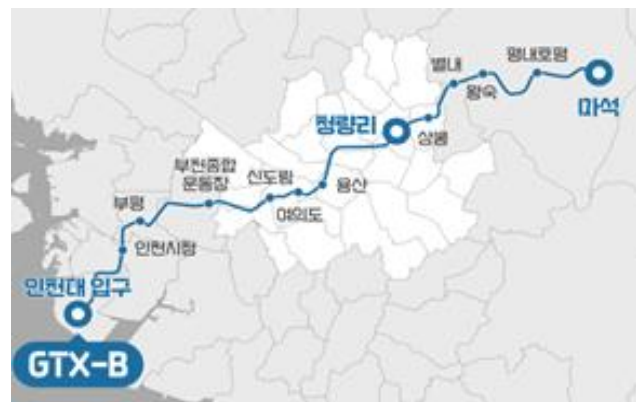 별내
평내호평
왕숙
마석
청량리
상봉
부천종합
운동장
신도림
여의도
용산
부평
인천시청
인천대 입구
GTX-B